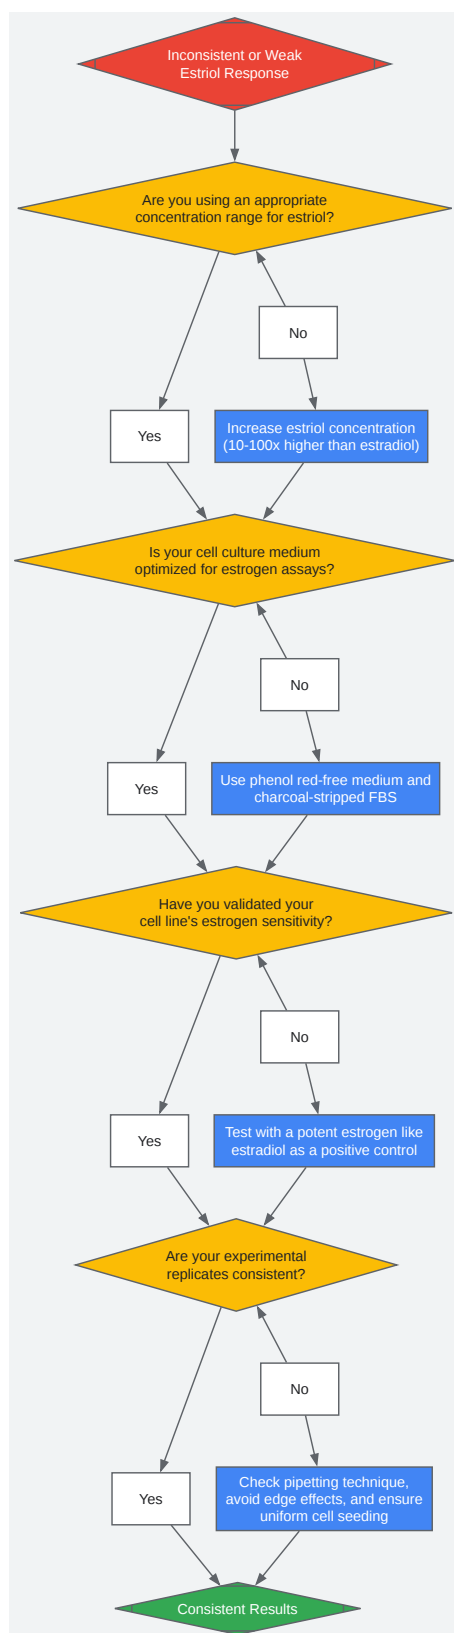 Inconsistent or Weak
Estriol Response
Are you using an appropriate
concentration range for estriol?
No
Yes
Increase estriol concentration
(10-100x higher than estradiol)
Is your cell culture medium
optimized for estrogen assays?
No
Yes
Use phenol red-free medium and
charcoal-stripped FBS
Have you validated your
cell line's estrogen sensitivity?
No
Yes
Test with a potent estrogen like
estradiol as a positive control
Are your experimental
replicates consistent?
No
Yes
Check pipetting technique,
avoid edge effects, and ensure
uniform cell seeding
Consistent Results